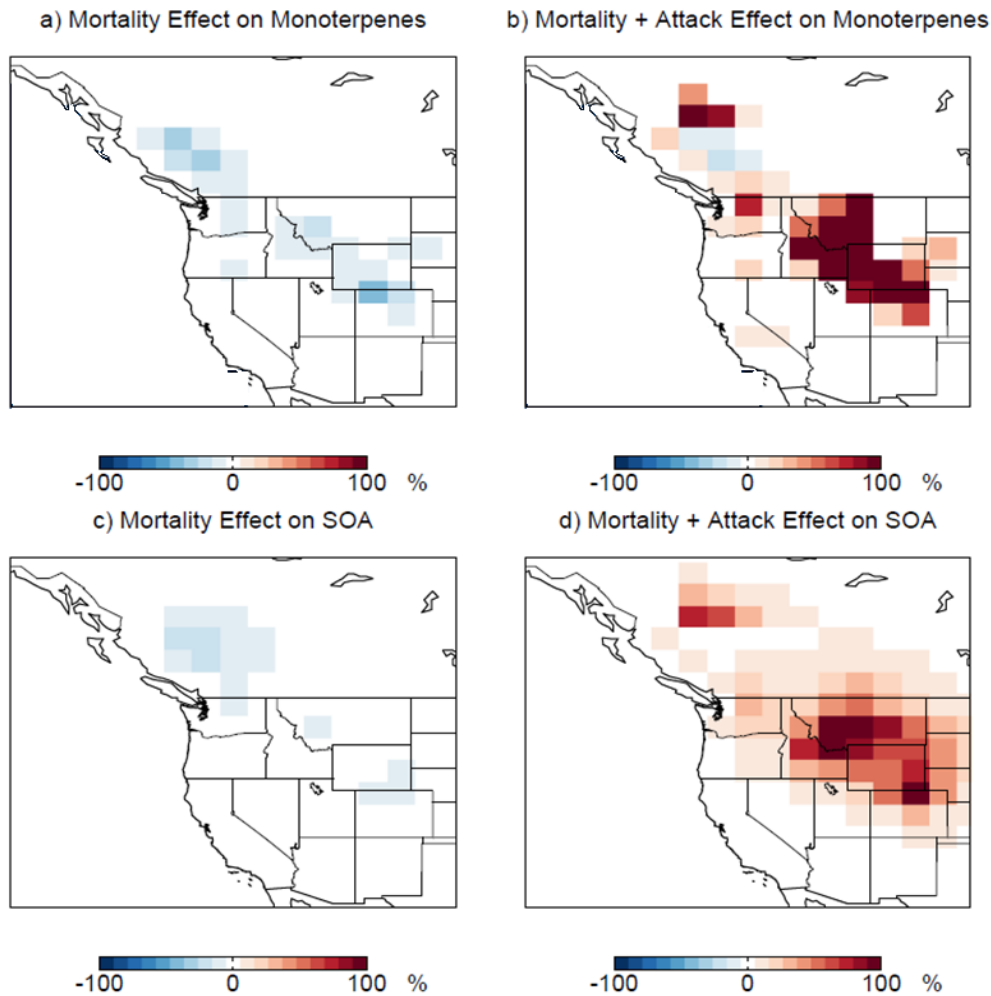 a) Mortality Effect on Monoterpenes
b) Mortality + Attack Effect on Monoterpenes
-100 0 100 %
-100 0 100 %
c) Mortality Effect on SOA
d) Mortality + Attack Effect on SOA
-100 0 100 %
-100 0 100 %